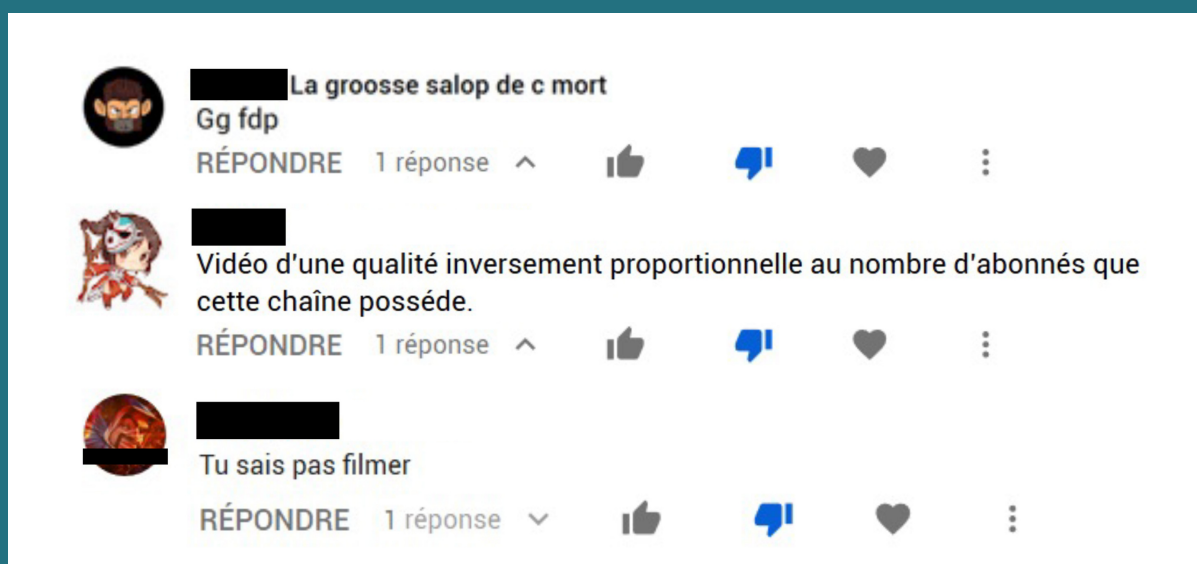 La groosse salop de c mort
Gg fdp
RÉPONDRE 1 réponse
Vidéo d'une qualité inversement proportionnelle au nombre d'abonnés que
cette chaîne posséde.
RÉPONDRE 1 réponse
Tu sais pas filmer
RÉPONDRE 1 réponse